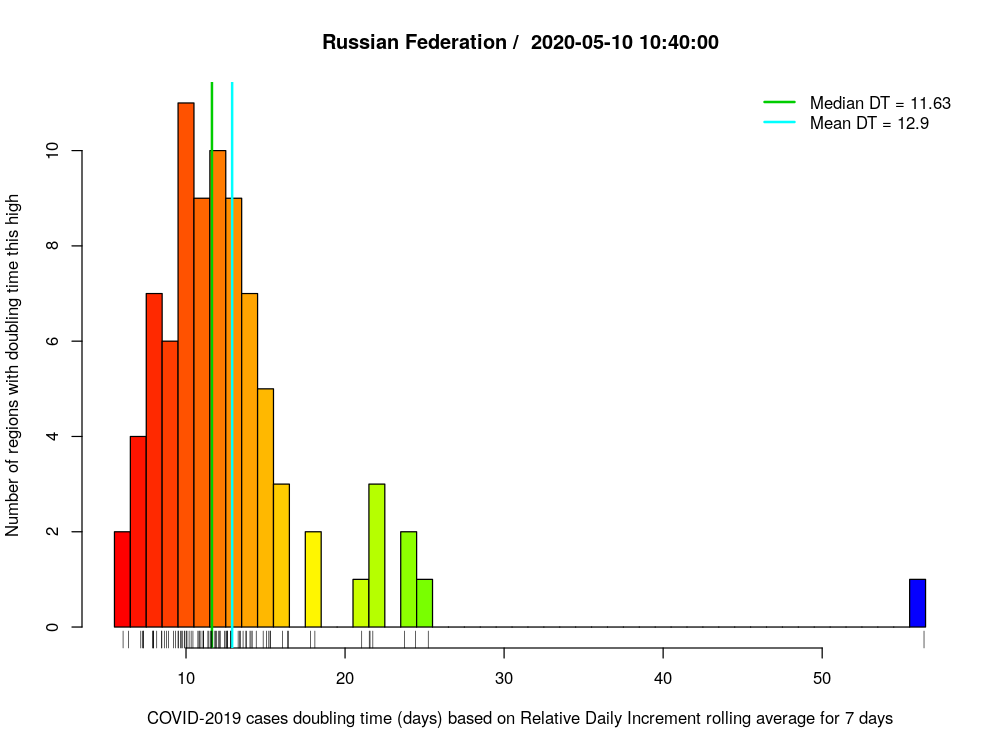 Russian Federation /  2020-05-10 10:40:00
Median DT = 11.63
Mean DT = 12.9
Number of regions with doubling time this high
10
8
6
4
2
0
10 20 30 40 50
COVID-2019 cases doubling time (days) based on Relative Daily Increment rolling average for 7 days